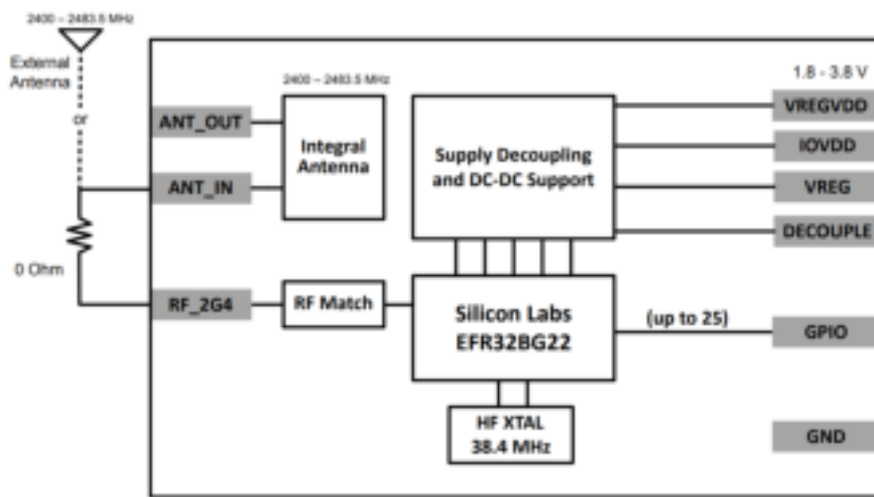 2400 – 2483.5 MHz
External
Antenna
or
0 Ohm
ANT_OUT
ANT_IN
RF_2G4
2400 – 2483.5 MHz
Integral
Antenna
RF Match
Supply Decoupling
and DC-DC Support
Silicon Labs
EFR32BG22
HF XTAL
38.4 MHz
(up to 25)
1.8 - 3.8 V
VREGVDD
IOVDD
VREG
DECOUPLE
GPIO
GND